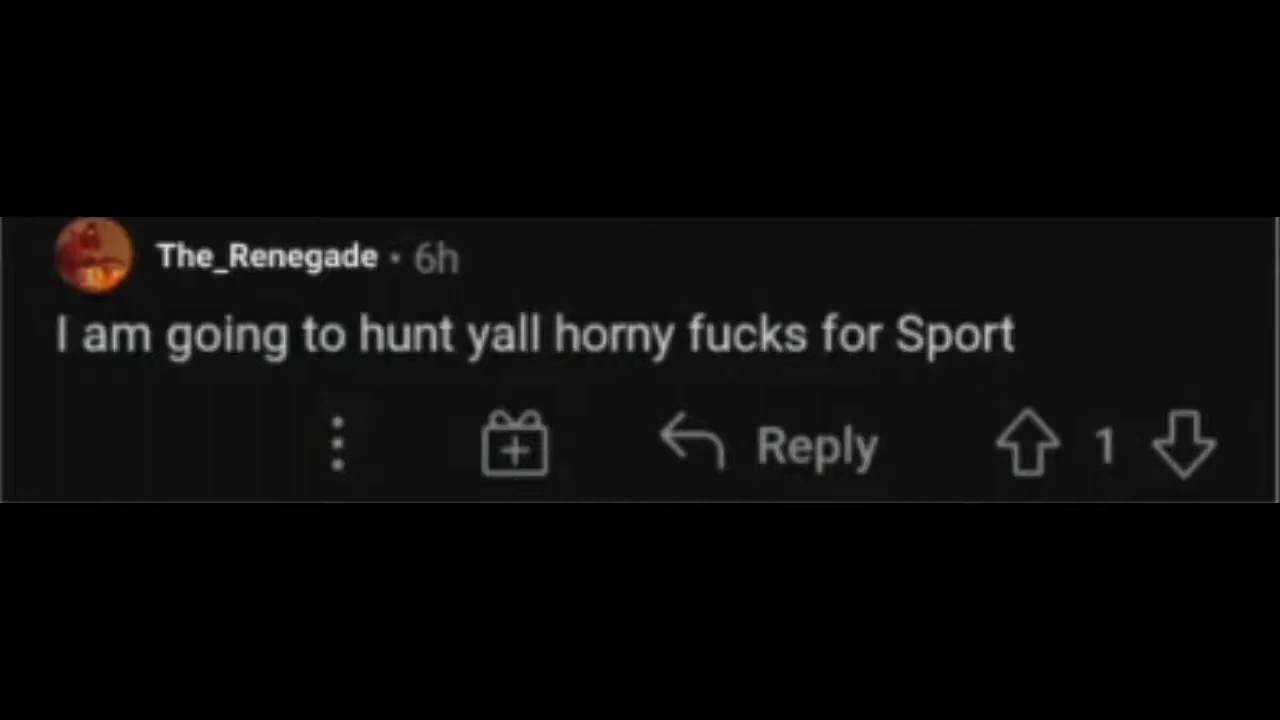 The_Renegade • 6h
I am going to hunt yall horny fucks for Sport
Reply 1